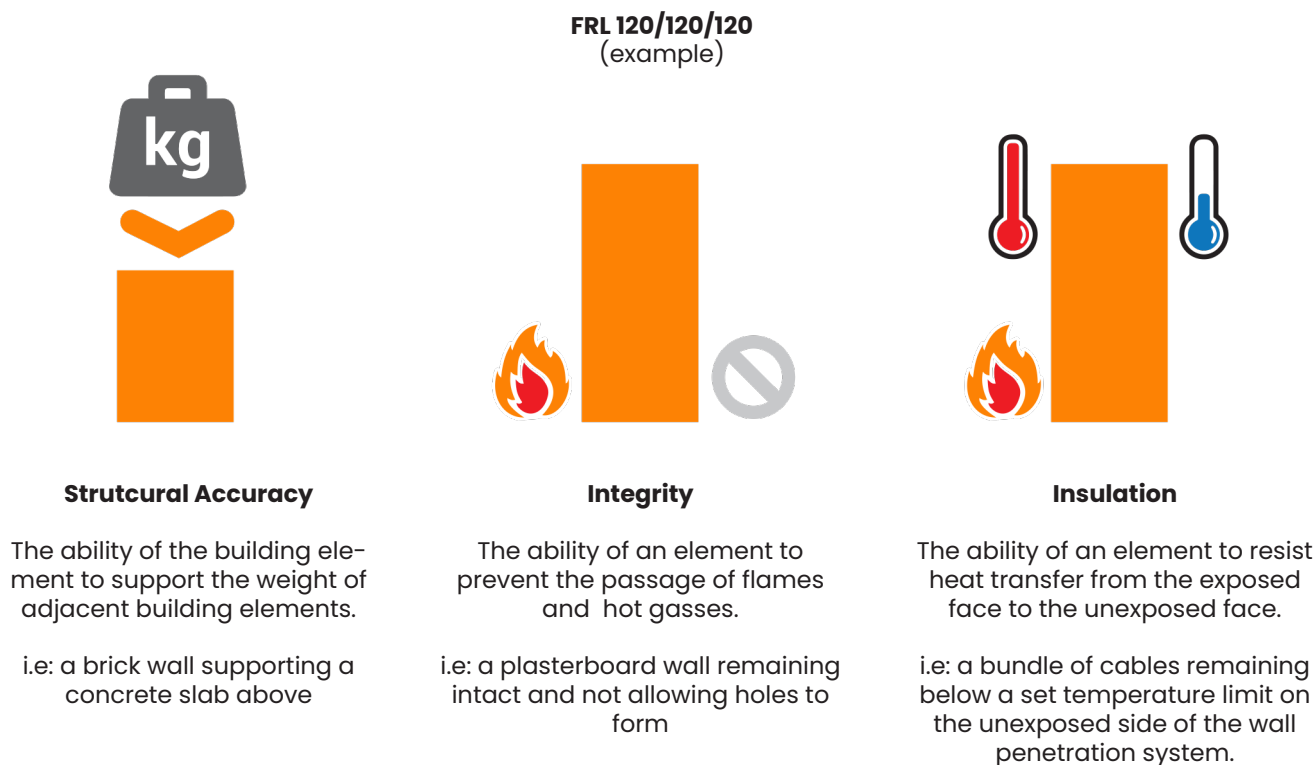 FRL 120/120/120
(example)
kg
Strutcural Accuracy
The ability of the building ele-
ment to support the weight of
adjacent building elements.
i.e: a brick wall supporting a
concrete slab above
Integrity
The ability of an element to
prevent the passage of flames
and  hot gasses.
i.e: a plasterboard wall remaining
intact and not allowing holes to
form
Insulation
The ability of an element to resist
heat transfer from the exposed
face to the unexposed face.
i.e: a bundle of cables remaining
below a set temperature limit on
the unexposed side of the wall
penetration system.